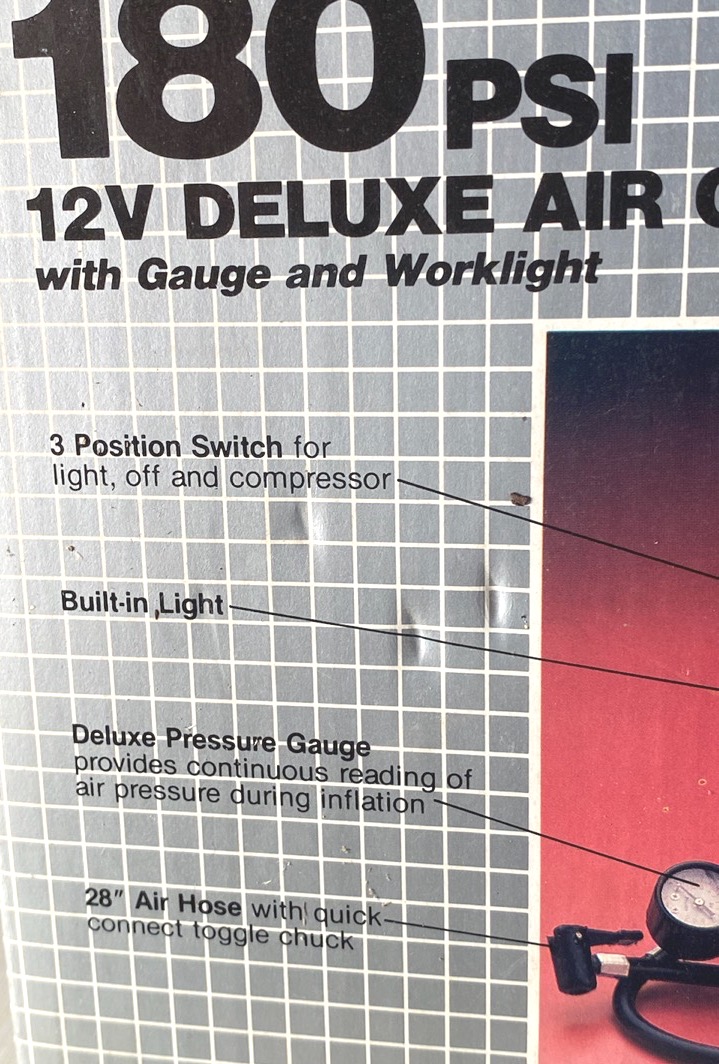 180 PSI
12V DELUXE AIR
with Gauge and Worklight
3 Position Switch for
light, off and compressor
Built-in Light
Deluxe Pressure Gauge
provides continuous reading of
air pressure during inflation
28" Air Hose with quick
connect toggle chuck